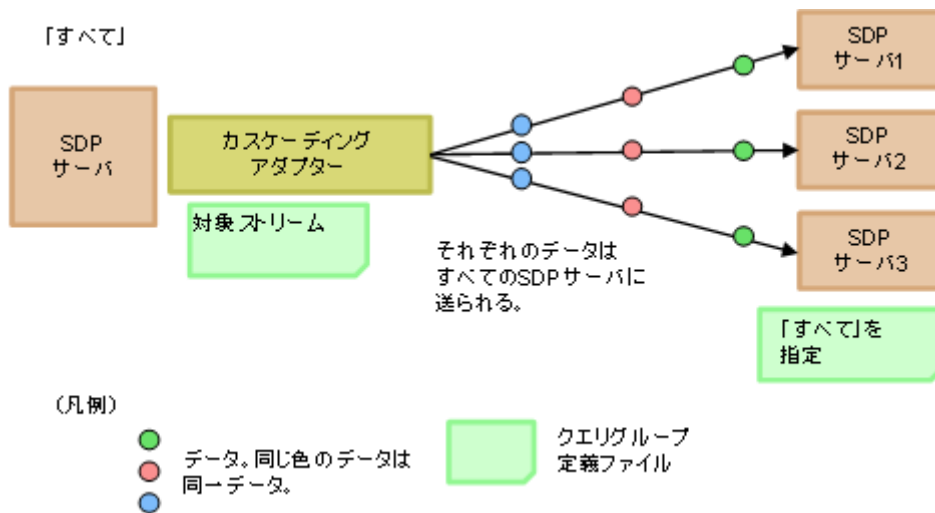 「すべて」
SDP
サーバ
カスケーディング
アダプター
対象ストリーム
SDP
サーバ1
SDP
サーバ2
SDP
サーバ3
それぞれのデータは
すべてのSDPサーバに
送られる。
「すべて」を
指定
(凡例)
データ。同じ色のデータは
同一データ。
クエリグループ
定義ファイル